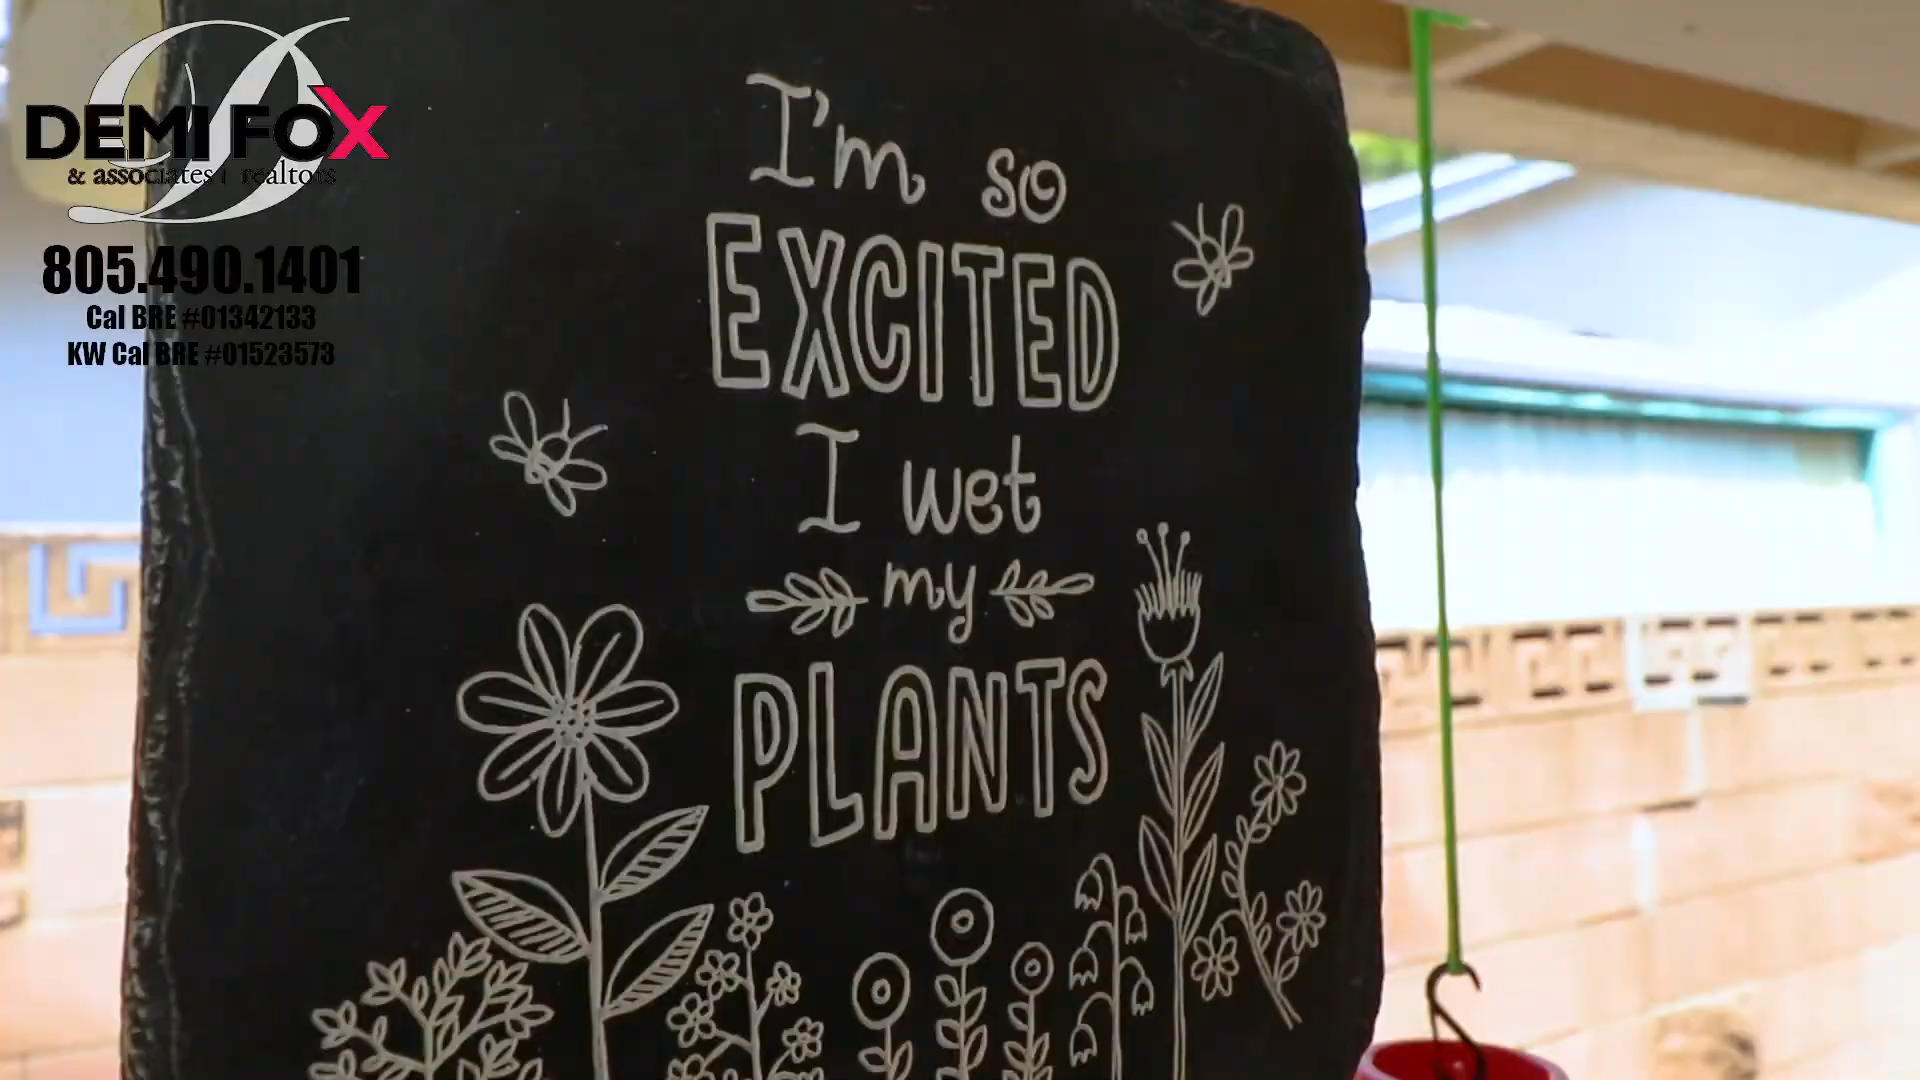 DEMI FOX
& associates | realtors
805.490.1401
Cal BRE #01342133
KW Cal BRE #01523573
I'm so
EXCITED
I wet
my
PLANTS